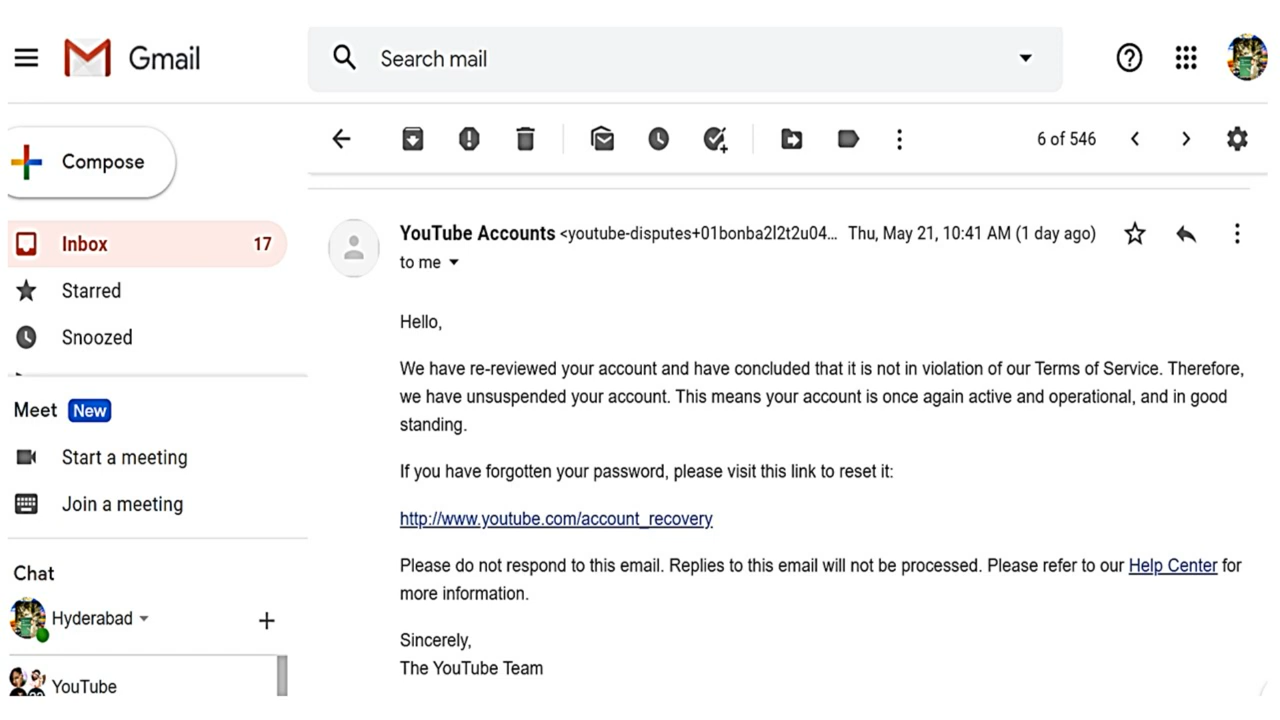 Gmail
Search mail
Compose
6 of 546
Inbox 17
Starred
Snoozed
Meet New
Start a meeting
Join a meeting
Chat
Hyderabad
YouTube
YouTube Accounts <youtube-disputes+01bonba2l2t2u04... Thu, May 21, 10:41 AM (1 day ago)
to me
Hello,
We have re-reviewed your account and have concluded that it is not in violation of our Terms of Service. Therefore,
we have unsuspended your account. This means your account is once again active and operational, and in good
standing.
If you have forgotten your password, please visit this link to reset it:
http://www.youtube.com/account_recovery
Please do not respond to this email. Replies to this email will not be processed. Please refer to our Help Center for
more information.
Sincerely,
The YouTube Team